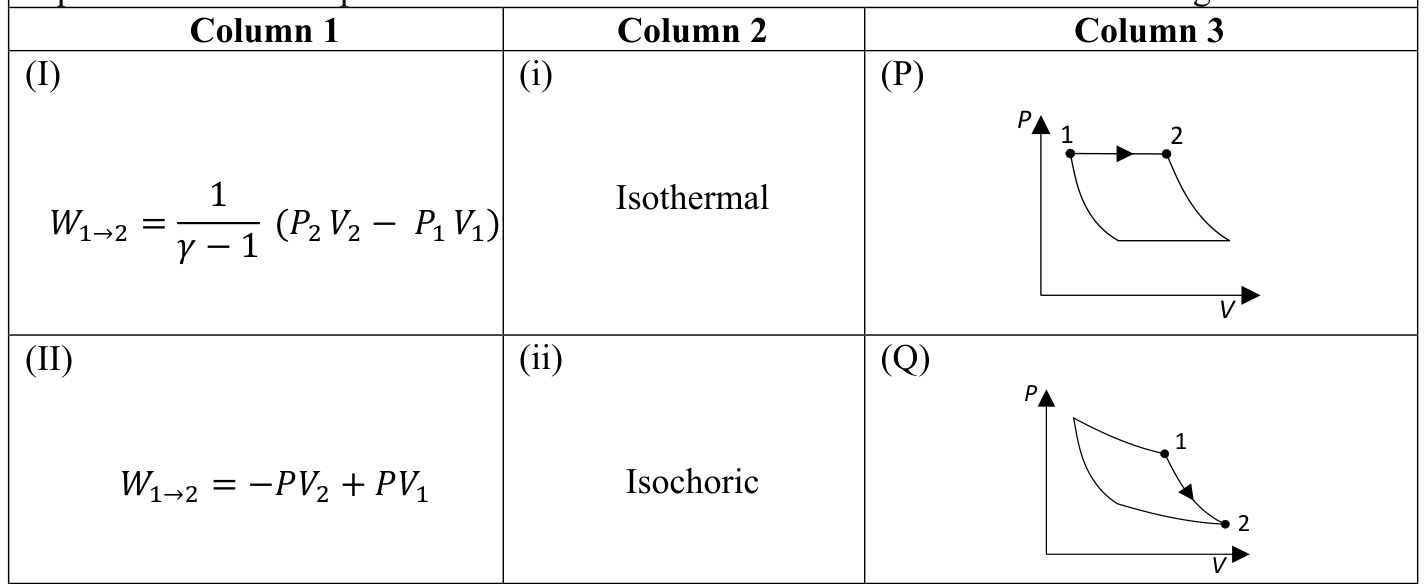 Column 1 Column 2 Column 3
(I) (i) (P)
P
1 2
Isothermal
W₁→₂ = 1/(γ − 1) (P₂ V₂ − P₁ V₁)
V
(II) (ii) (Q)
P
1
W₁→₂ = −PV₂ + PV₁ Isochoric
2
V